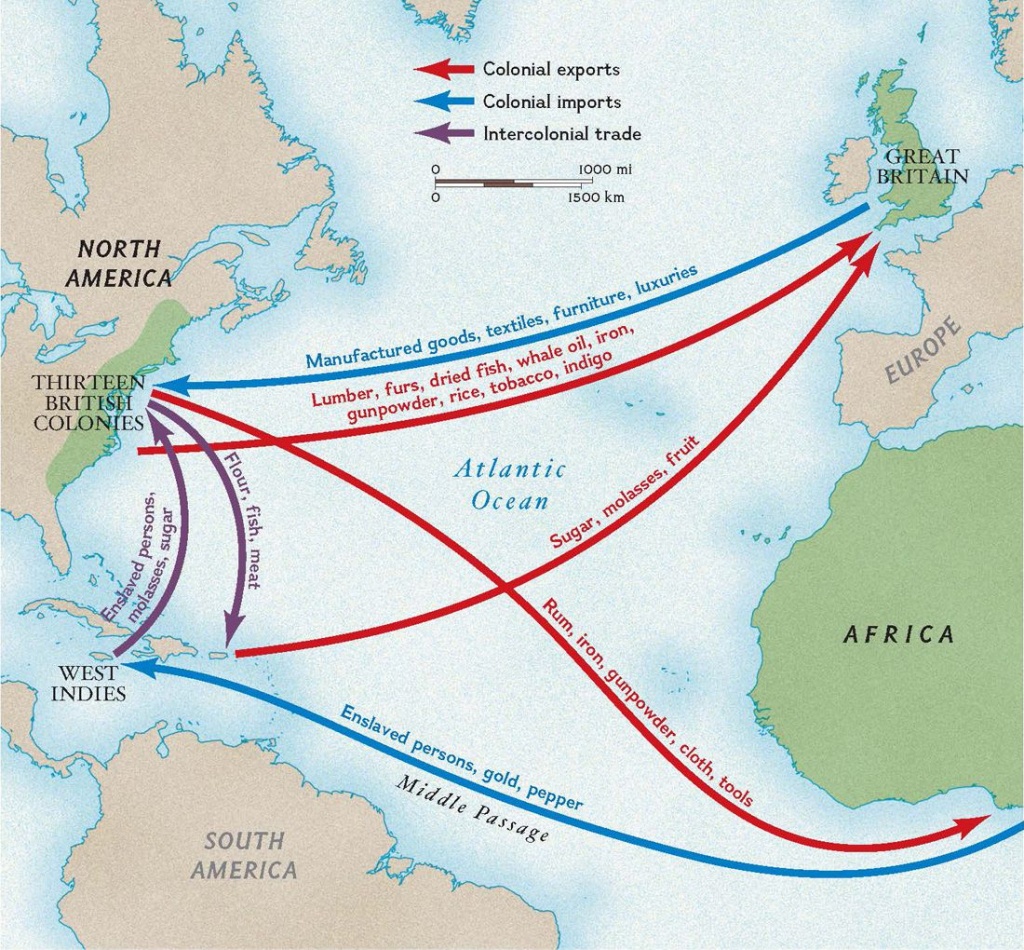 Colonial exports
Colonial imports
Intercolonial trade
0 1000 mi
0 1500 km
GREAT
BRITAIN
NORTH
AMERICA
EUROPE
Manufactured goods, textiles, furniture, luxuries
Lumber, furs, dried fish, whale oil, iron,
gunpowder, rice, tobacco, indigo
THIRTEEN
BRITISH
COLONIES
Atlantic
Ocean
Flour, fish, meat
Sugar, molasses, fruit
Enslaved persons,
molasses, sugar
Rum, iron, gunpowder, cloth, tools
AFRICA
WEST
INDIES
Enslaved persons, gold, pepper
Middle Passage
SOUTH
AMERICA